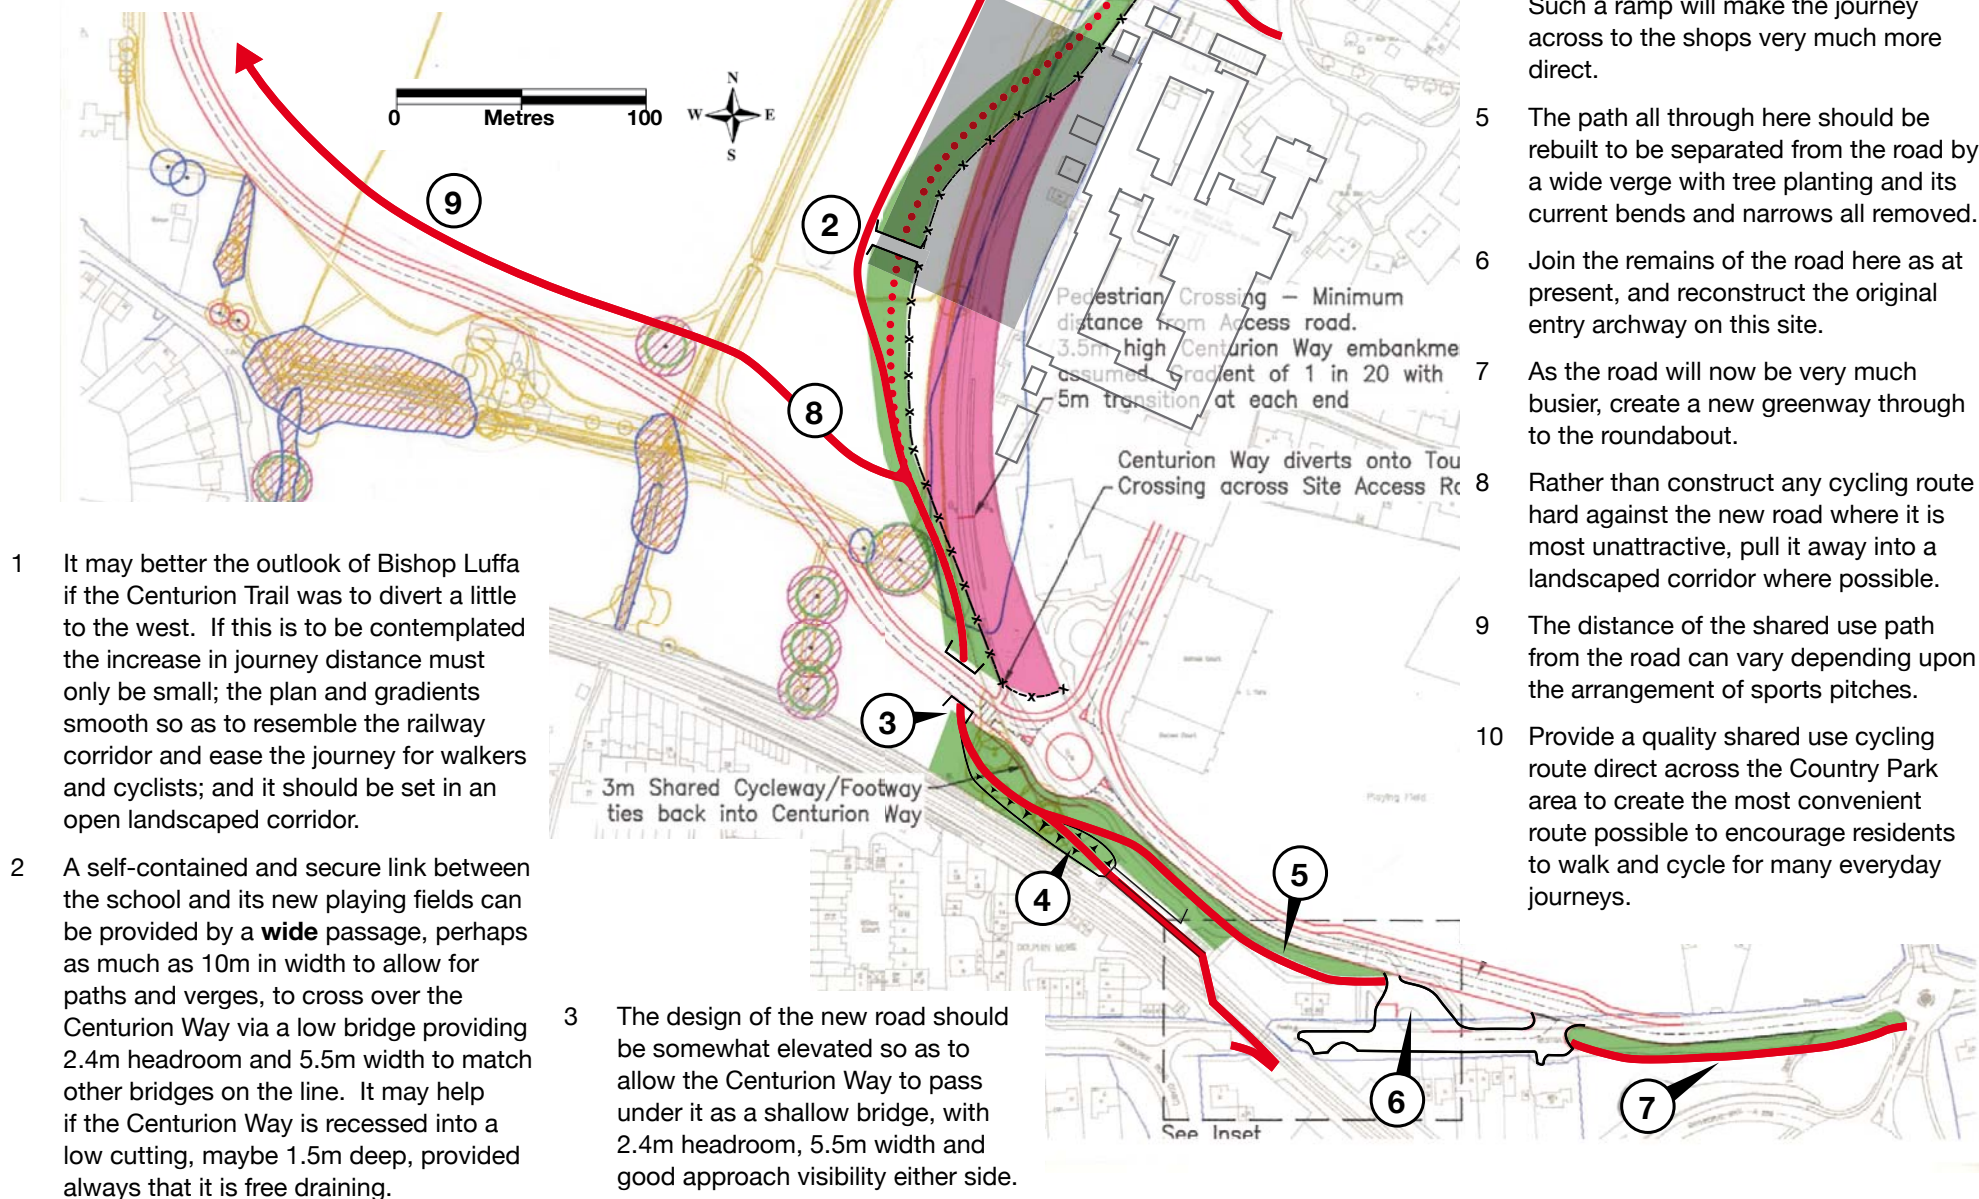 N
W E
S
0 Metres 100
9
2
8
3
4
5
6
7
Pedestrian Crossing – Minimum
distance from Access road.
3.5m high Centurion Way embankme
assumed. Gradient of 1 in 20 with
5m transition at each end
Centurion Way diverts onto Tou
Crossing across Site Access Ro
3m Shared Cycleway/Footway
ties back into Centurion Way
Playing Field
DOLPHIN MEWS
See Inset
1 It may better the outlook of Bishop Luffa
if the Centurion Trail was to divert a little
to the west. If this is to be contemplated
the increase in journey distance must
only be small; the plan and gradients
smooth so as to resemble the railway
corridor and ease the journey for walkers
and cyclists; and it should be set in an
open landscaped corridor.
2 A self-contained and secure link between
the school and its new playing fields can
be provided by a wide passage, perhaps
as much as 10m in width to allow for
paths and verges, to cross over the
Centurion Way via a low bridge providing
2.4m headroom and 5.5m width to match
other bridges on the line. It may help
if the Centurion Way is recessed into a
low cutting, maybe 1.5m deep, provided
always that it is free draining.
3 The design of the new road should
be somewhat elevated so as to
allow the Centurion Way to pass
under it as a shallow bridge, with
2.4m headroom, 5.5m width and
good approach visibility either side.
Such a ramp will make the journey
across to the shops very much more
direct.
5 The path all through here should be
rebuilt to be separated from the road by
a wide verge with tree planting and its
current bends and narrows all removed.
6 Join the remains of the road here as at
present, and reconstruct the original
entry archway on this site.
7 As the road will now be very much
busier, create a new greenway through
to the roundabout.
8 Rather than construct any cycling route
hard against the new road where it is
most unattractive, pull it away into a
landscaped corridor where possible.
9 The distance of the shared use path
from the road can vary depending upon
the arrangement of sports pitches.
10 Provide a quality shared use cycling
route direct across the Country Park
area to create the most convenient
route possible to encourage residents
to walk and cycle for many everyday
journeys.